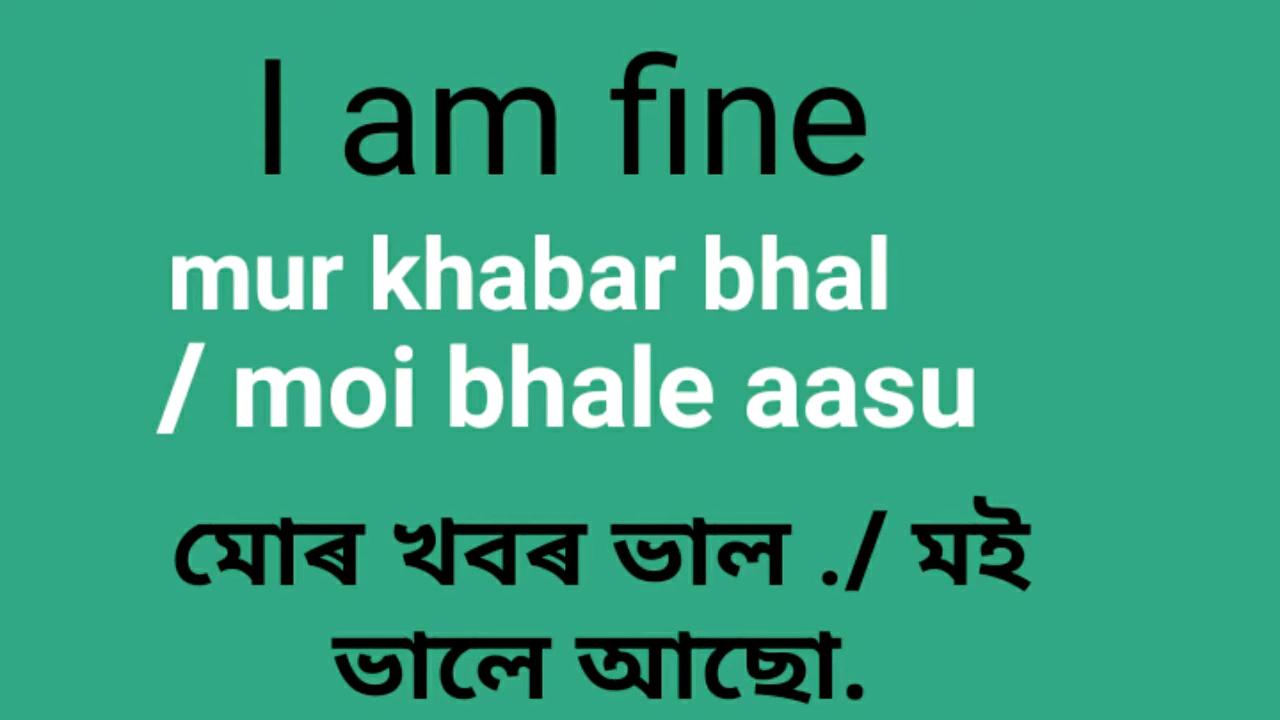 I am fine
mur khabar bhal
/ moi bhale aasu
মোৰ খবৰ ভাল ./ মই
ভালে আছো.